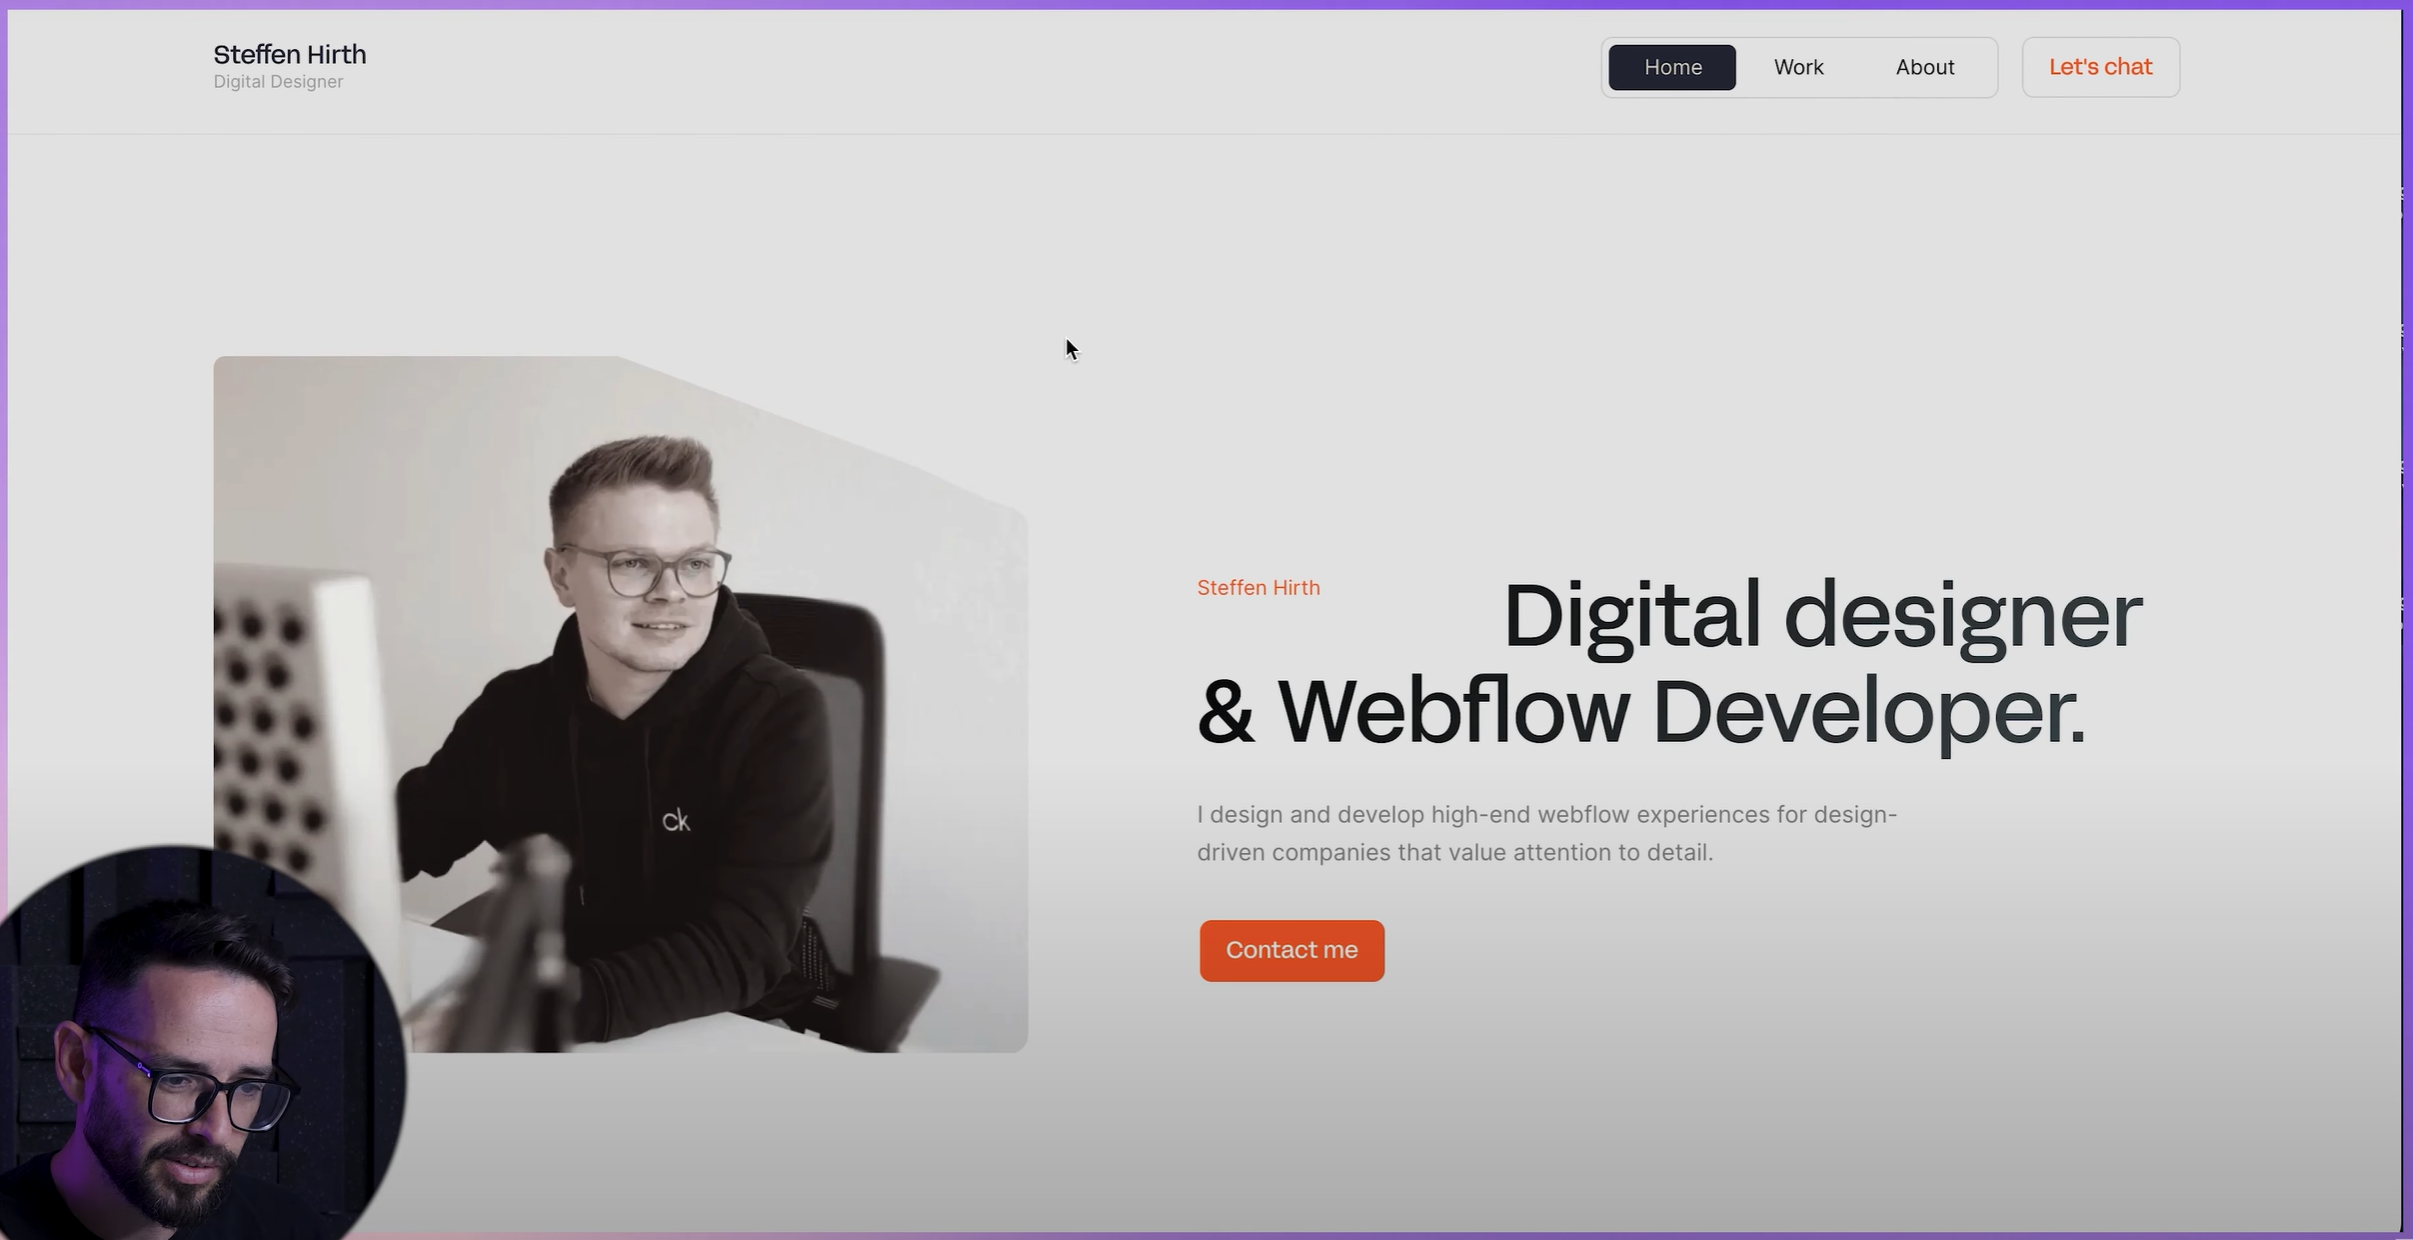 Steffen Hirth
Digital Designer
Home
Work
About
Let's chat
Steffen Hirth
Digital designer
& Webflow Developer.
I design and develop high-end webflow experiences for design-
driven companies that value attention to detail.
Contact me
ck